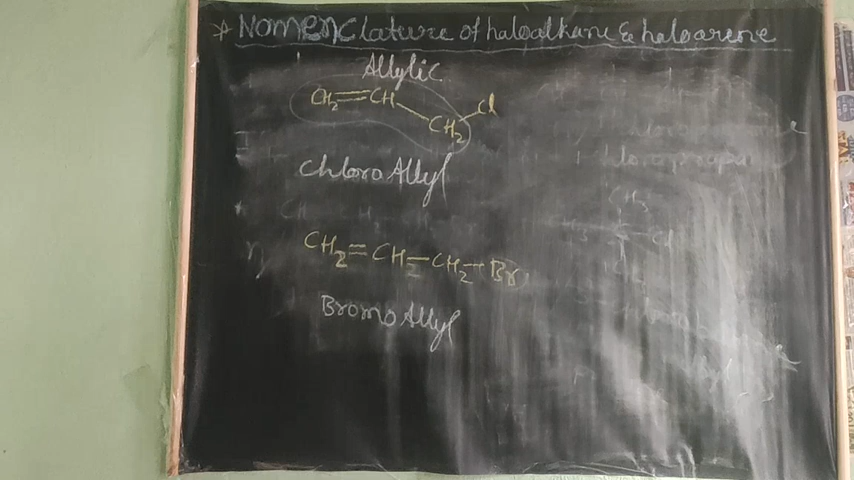 * Nomenclature of haloalkane & haloarene
Allylic
CH₂=CH
CH₂
Cl
Chloro Allyl
CH₂=CH-CH₂-Br
Bromo Allyl